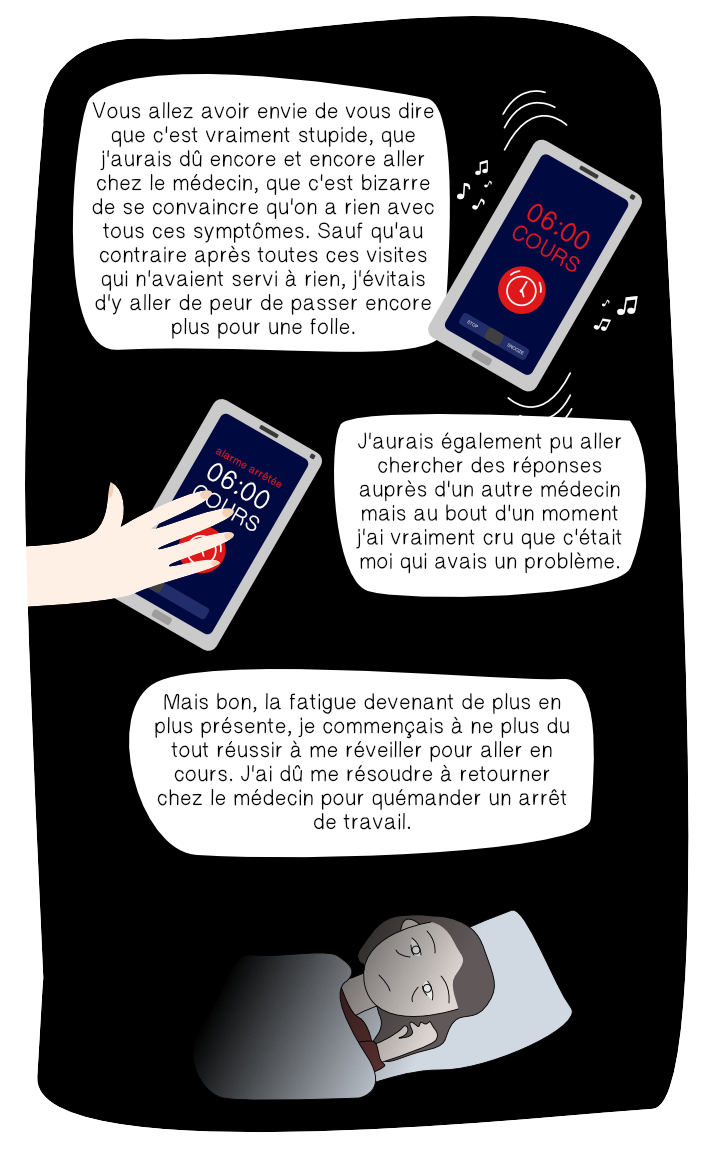 Vous allez avoir envie de vous dire
que c'est vraiment stupide, que
j'aurais dû encore et encore aller
chez le médecin, que c'est bizarre
de se convaincre qu'on a rien avec
tous ces symptômes. Sauf qu'au
contraire après toutes ces visites
qui n'avaient servi à rien, j'évitais
d'y aller de peur de passer encore
plus pour une folle.
06:00
COURS
STOP
SNOOZE
alarme arrêtée
06:00
COURS
J'aurais également pu aller
chercher des réponses
auprès d'un autre médecin
mais au bout d'un moment
j'ai vraiment cru que c'était
moi qui avais un problème.
Mais bon, la fatigue devenant de plus en
plus présente, je commençais à ne plus du
tout réussir à me réveiller pour aller en
cours. J'ai dû me résoudre à retourner
chez le médecin pour quémander un arrêt
de travail.